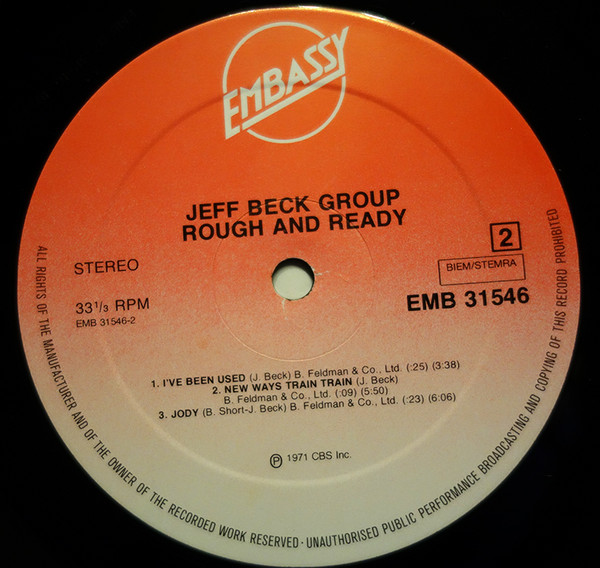 EMBASSY
JEFF BECK GROUP
ROUGH AND READY
2
STEREO
BIEM/STEMRA
33 1/3 RPM
EMB 31546
EMB 31546-2
1. I'VE BEEN USED (J. Beck) B. Feldman & Co., Ltd. (:25) (3:38)
2. NEW WAYS TRAIN TRAIN (J. Beck)
B. Feldman & Co., Ltd. (:09) (5:50)
3. JODY (B. Short-J. Beck) B. Feldman & Co., Ltd. (:23) (6:06)
℗ 1971 CBS Inc.
ALL RIGHTS OF THE MANUFACTURER AND OF THE OWNER OF THE RECORDED WORK RESERVED · UNAUTHORISED PUBLIC PERFORMANCE BROADCASTING AND COPYING OF THIS RECORD PROHIBITED